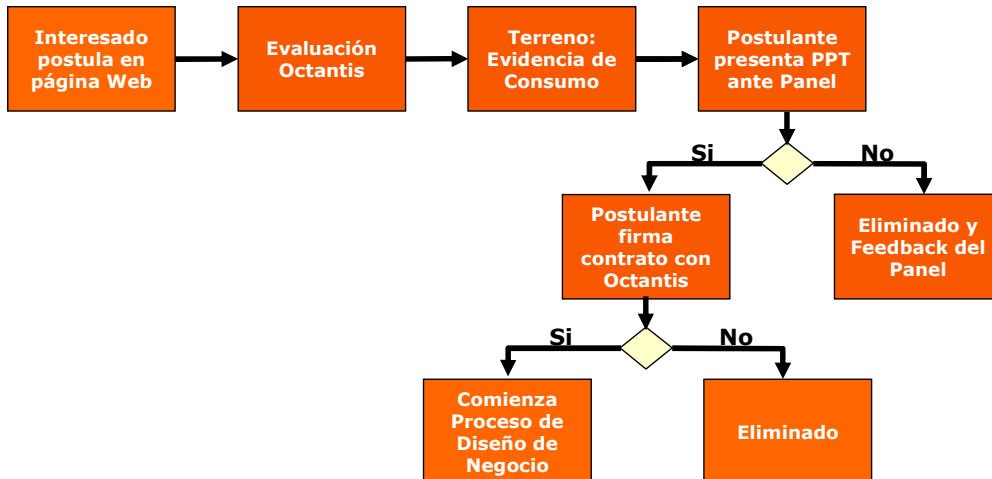 Interesado
postula en
página Web
Evaluación
Octantis
Terreno:
Evidencia de
Consumo
Postulante
presenta PPT
ante Panel
Si
No
Postulante
firma
contrato con
Octantis
Eliminado y
Feedback del
Panel
Si
No
Comienza
Proceso de
Diseño de
Negocio
Eliminado